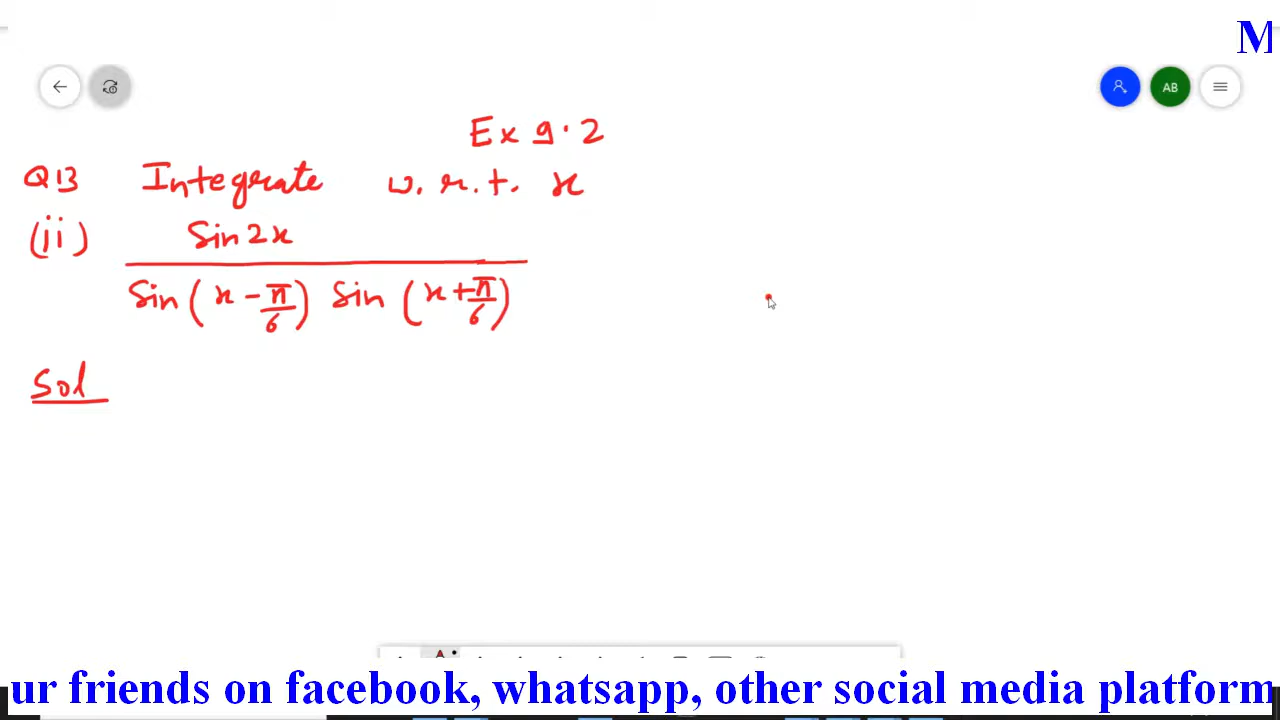 M
AB
Ex 9.2
Q13 Integrate w.r.t. x
(ii) Sin 2x
Sin (x - π/6) Sin (x + π/6)
Sol
ur friends on facebook, whatsapp, other social media platform